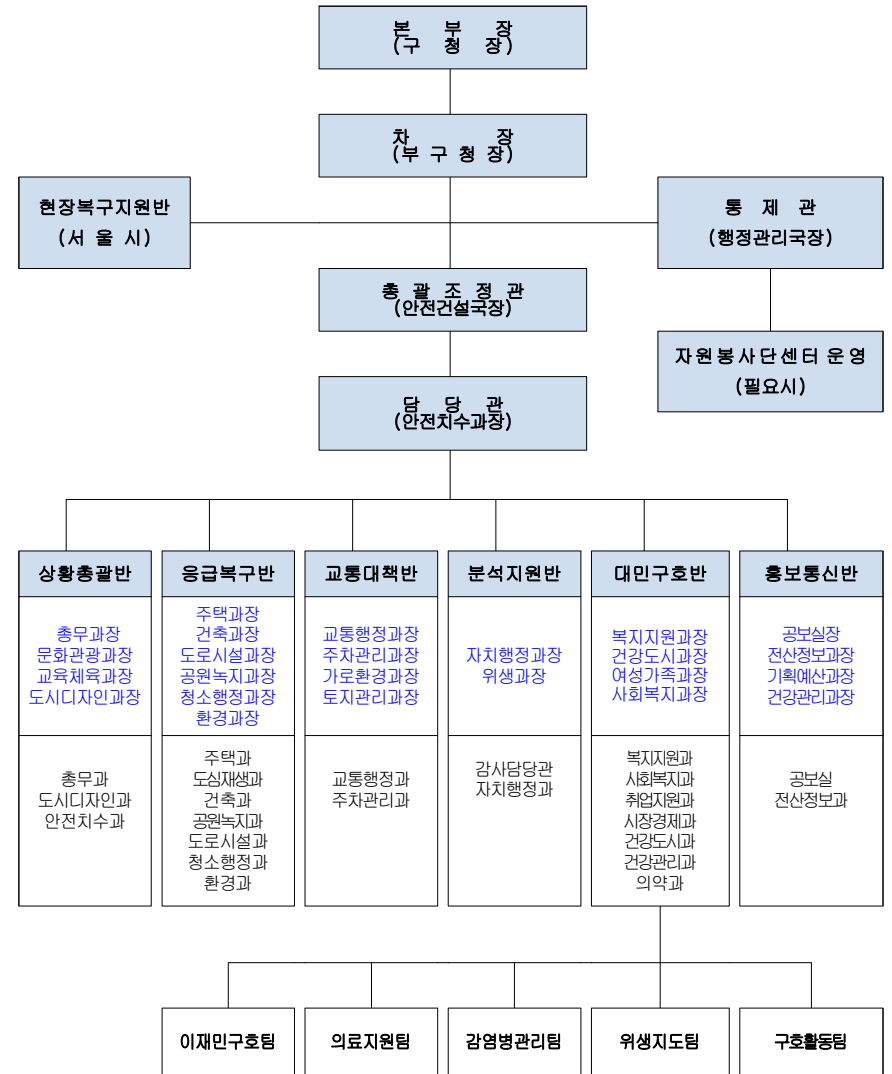 본 부 장
(구 청 장)
차 장
(부 구 청 장)
현장복구지원반
(서 울 시)
통 제 관
(행정관리국장)
총 괄 조 정 관
(안전건설국장)
자원봉사단센터 운영
(필요시)
담 당 관
(안전치수과장)
상황총괄반
총무과장
문화관광과장
교육체육과장
도시디자인과장
총무과
도시디자인과
안전치수과
응급복구반
주택과장
건축과장
도로시설과장
공원녹지과장
청소행정과장
환경과장
주택과
도심재생과
건축과
공원녹지과
도로시설과
청소행정과
환경과
교통대책반
교통행정과장
주차관리과장
가로환경과장
토지관리과장
교통행정과
주차관리과
분석지원반
자치행정과장
위생과장
감사담당관
자치행정과
대민구호반
복지지원과장
건강도시과장
여성가족과장
사회복지과장
복지지원과
사회복지과
취업지원과
시장경제과
건강도시과
건강관리과
의약과
홍보통신반
공보실장
전산정보과장
기획예산과장
건강관리과장
공보실
전산정보과
이재민구호팀
의료지원팀
감염병관리팀
위생지도팀
구호활동팀